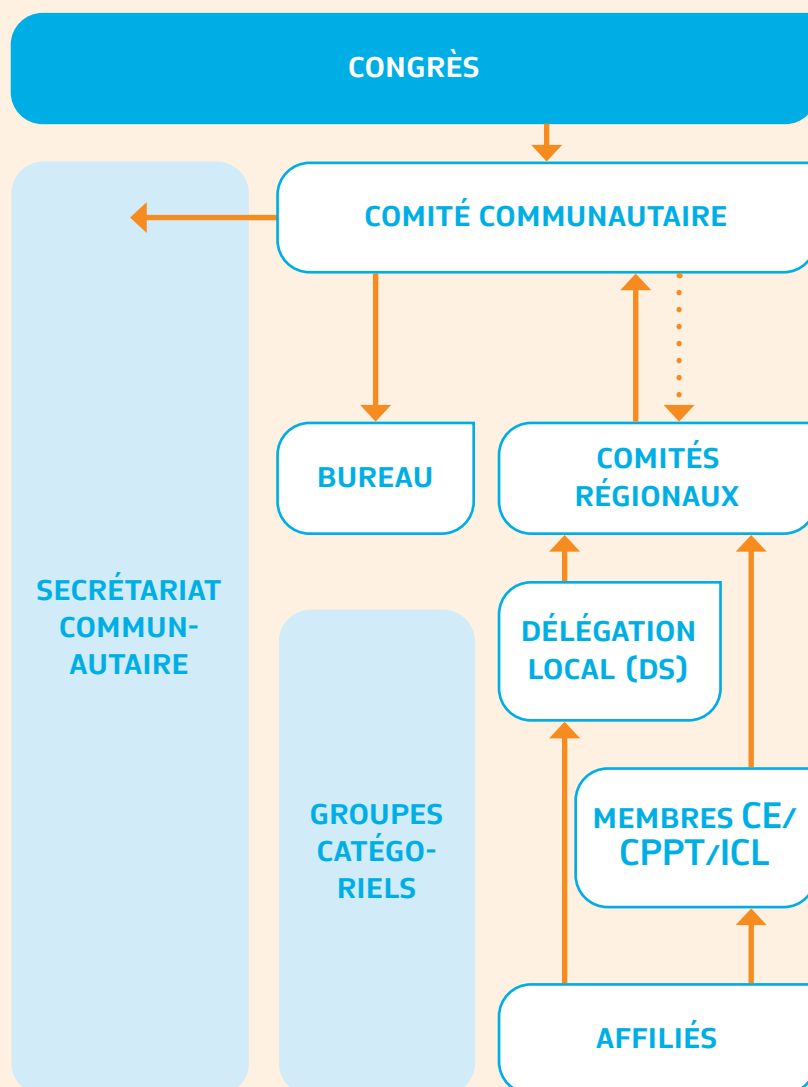 CONGRÈS
COMITÉ COMMUNAUTAIRE
BUREAU
COMITÉS
RÉGIONAUX
SECRÉTARIAT
COMMUN-
AUTAIRE
DÉLÉGATION
LOCAL (DS)
GROUPES
CATÉGO-
RIELS
MEMBRES CE/
CPPT/ICL
AFFILIÉS